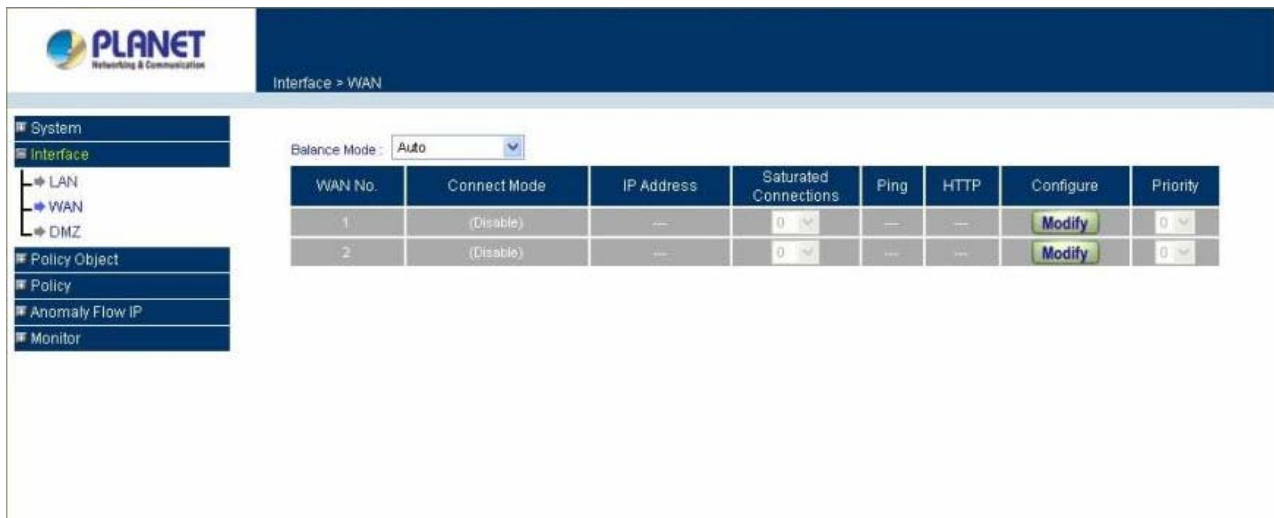 PLANET
Networking & Communication
Interface > WAN
System
Interface
LAN
WAN
DMZ
Policy Object
Policy
Anomaly Flow IP
Monitor
Balance Mode : Auto
WAN No. Connect Mode IP Address Saturated Connections Ping HTTP Configure Priority
1 (Disable) --- 0 --- --- Modify 0
2 (Disable) --- 0 --- --- Modify 0